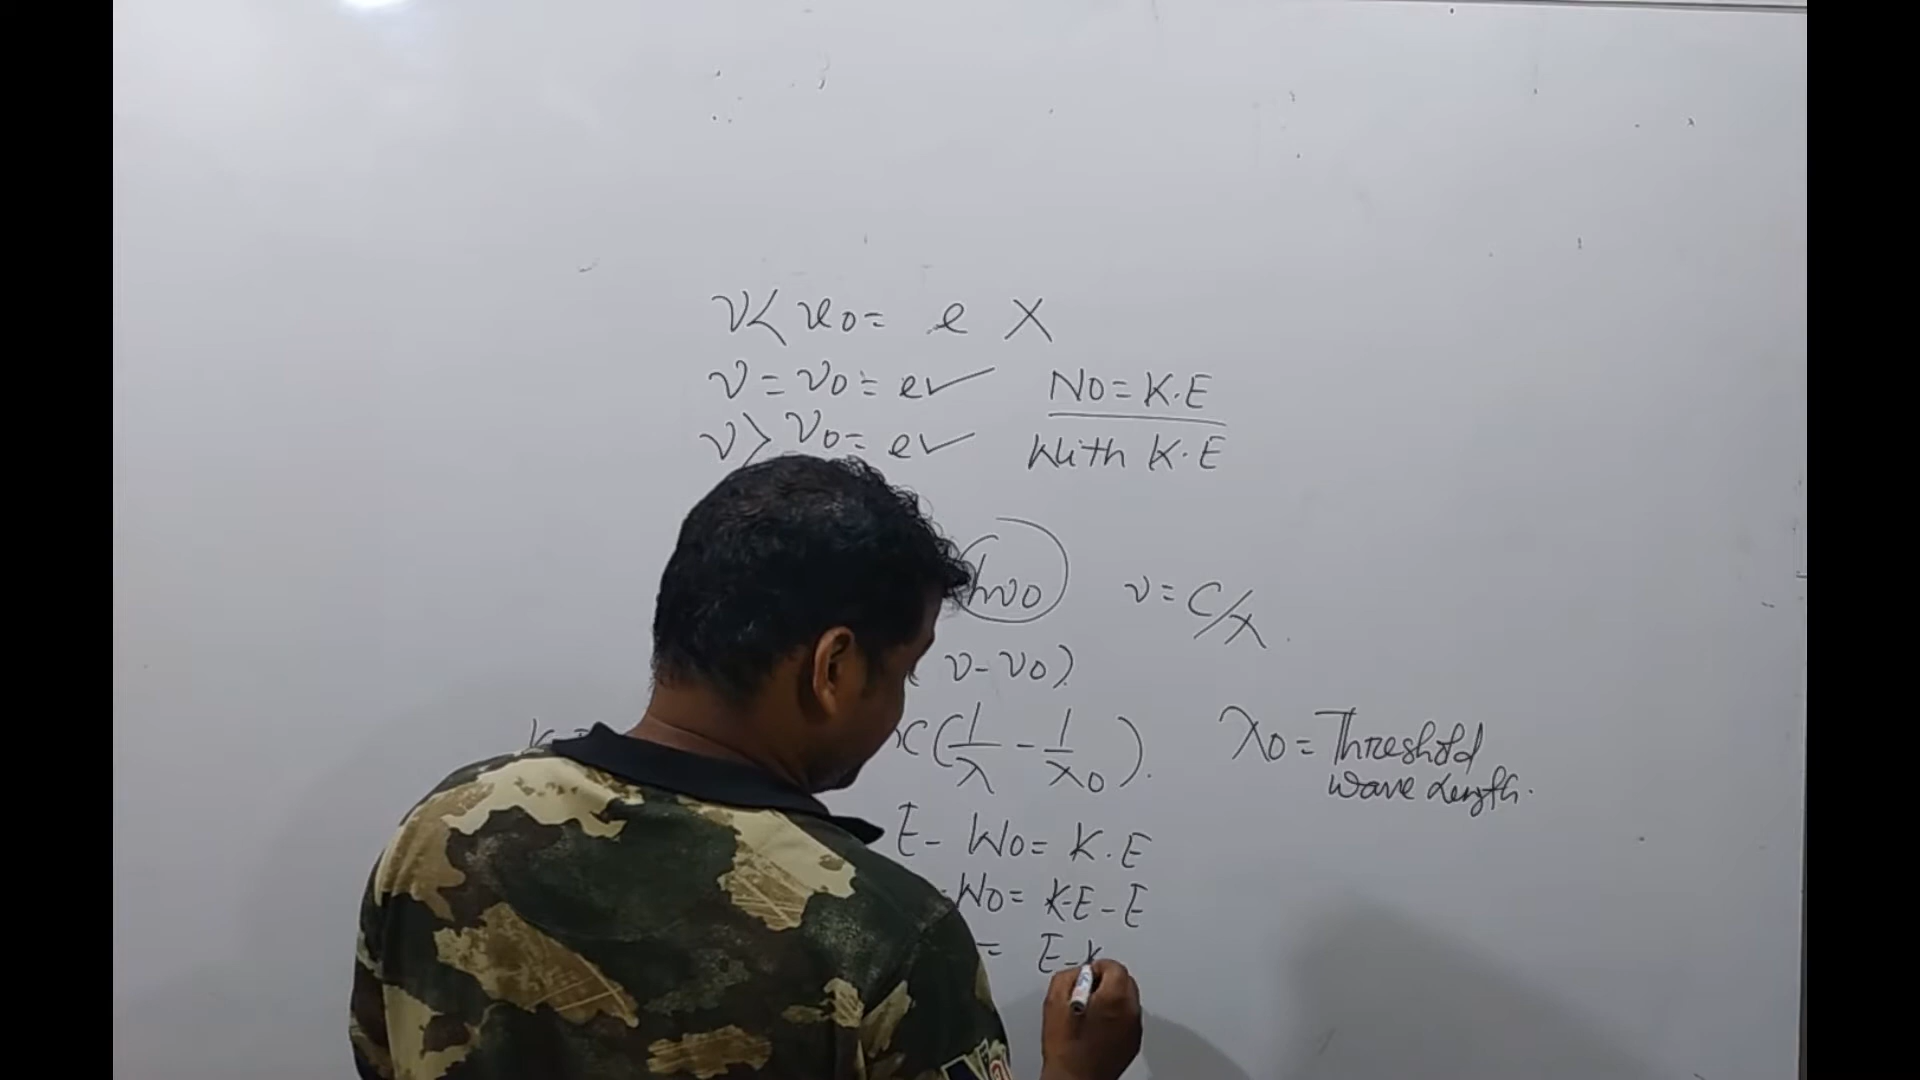 ν < ν0 = e X
ν = ν0 = e ✓ No = K.E
ν > ν0 = e ✓ With K.E
hν0 ν = C/λ
ν - ν0)
C(1/λ - 1/λ0). λ0 = Threshold
wave Length.
E - W0 = K.E
-W0 = K.E - E
= E - K